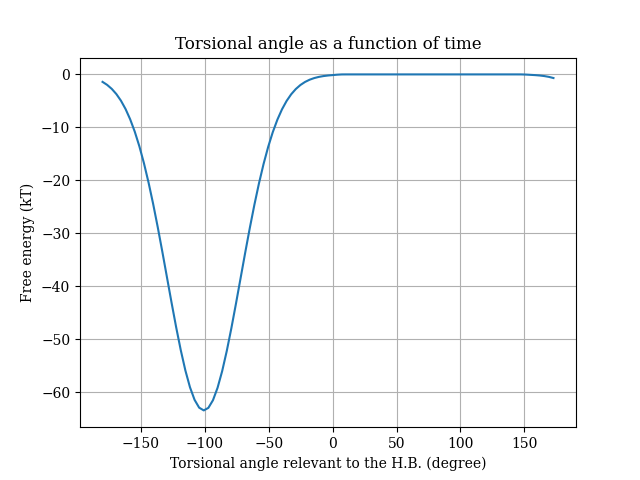 Torsional angle as a function of time
Free energy (kT)
0
−10
−20
−30
−40
−50
−60
−150 −100 −50 0 50 100 150
Torsional angle relevant to the H.B. (degree)